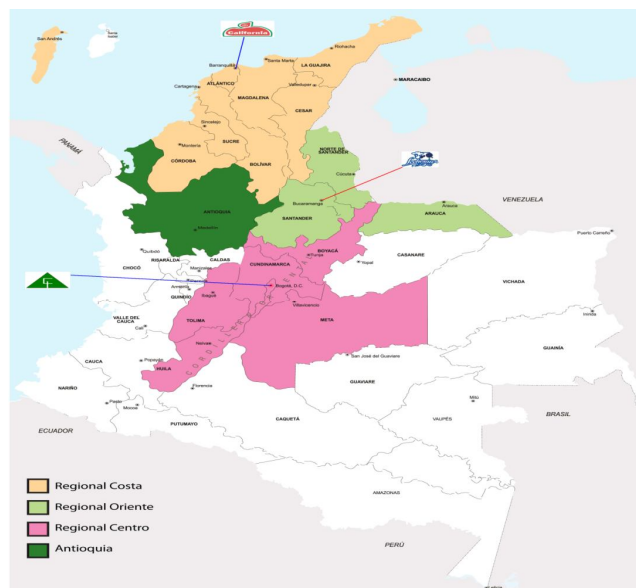 San Andrés
California
Riohacha
Santa Marta
Barranquilla
LA GUAJIRA
ATLÁNTICO
Valledupar
MARACAIBO
Cartagena
MAGDALENA
CESAR
Sincelejo
PANAMÁ
Montería
SUCRE
NORTE DE
SANTANDER
CÓRDOBA
BOLÍVAR
Cúcuta
Bucaramanga
VENEZUELA
ANTIOQUIA
SANTANDER
Arauca
Medellín
ARAUCA
Puerto Carreño
BOYACÁ
Quibdó
RISARALDA
CALDAS
CUNDINAMARCA
Tunja
CASANARE
CHOCÓ
Manizales
Yopal
VICHADA
Armenia
Bogotá, D.C.
QUINDÍO
Ibagué
Villavicencio
VALLE DEL
CAUCA
TOLIMA
META
Inírida
Cali
Neiva
GUAINÍA
CAUCA
Popayán
HUILA
San José del Guaviare
NARIÑO
Florencia
GUAVIARE
Pasto
Mocoa
Mitú
VAUPÉS
BRASIL
ECUADOR
PUTUMAYO
CAQUETÁ
Regional Costa
Regional Oriente
Regional Centro
AMAZONAS
Antioquia
PERÚ